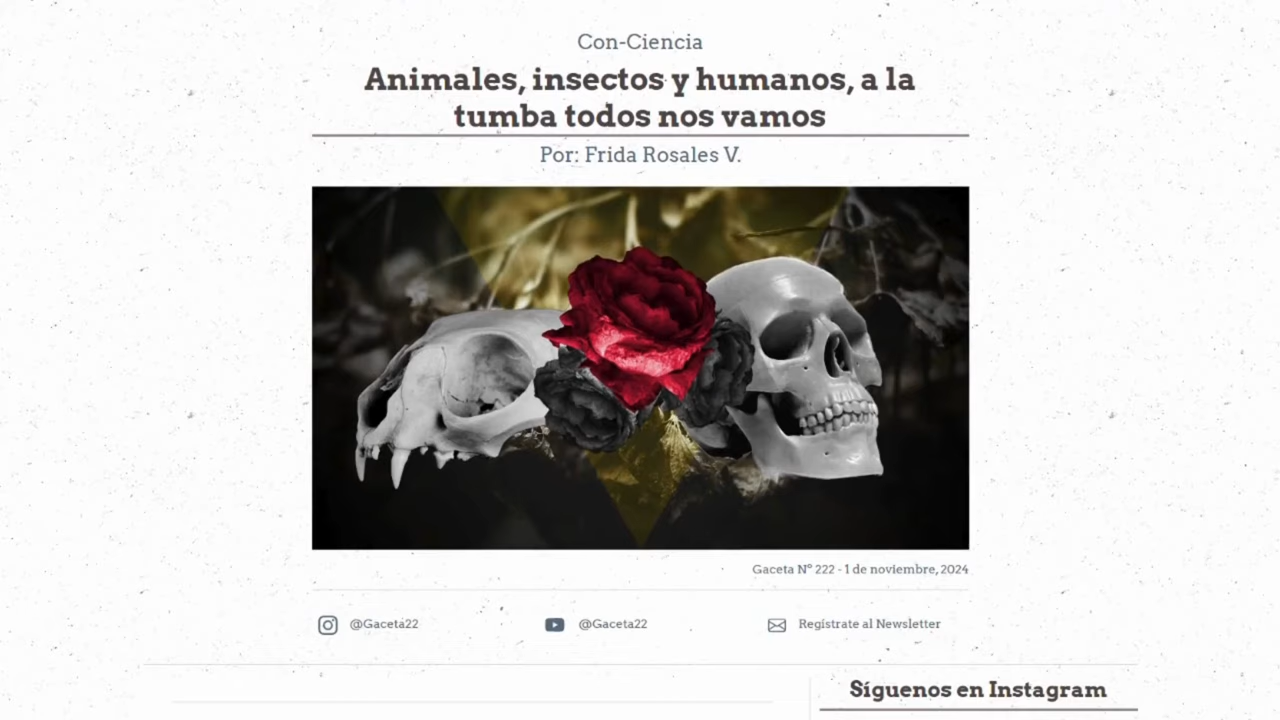 Con-Ciencia
Animales, insectos y humanos, a la
tumba todos nos vamos
Por: Frida Rosales V.
Gaceta Nº 222 - 1 de noviembre, 2024
@Gaceta22
@Gaceta22
Regístrate al Newsletter
Síguenos en Instagram